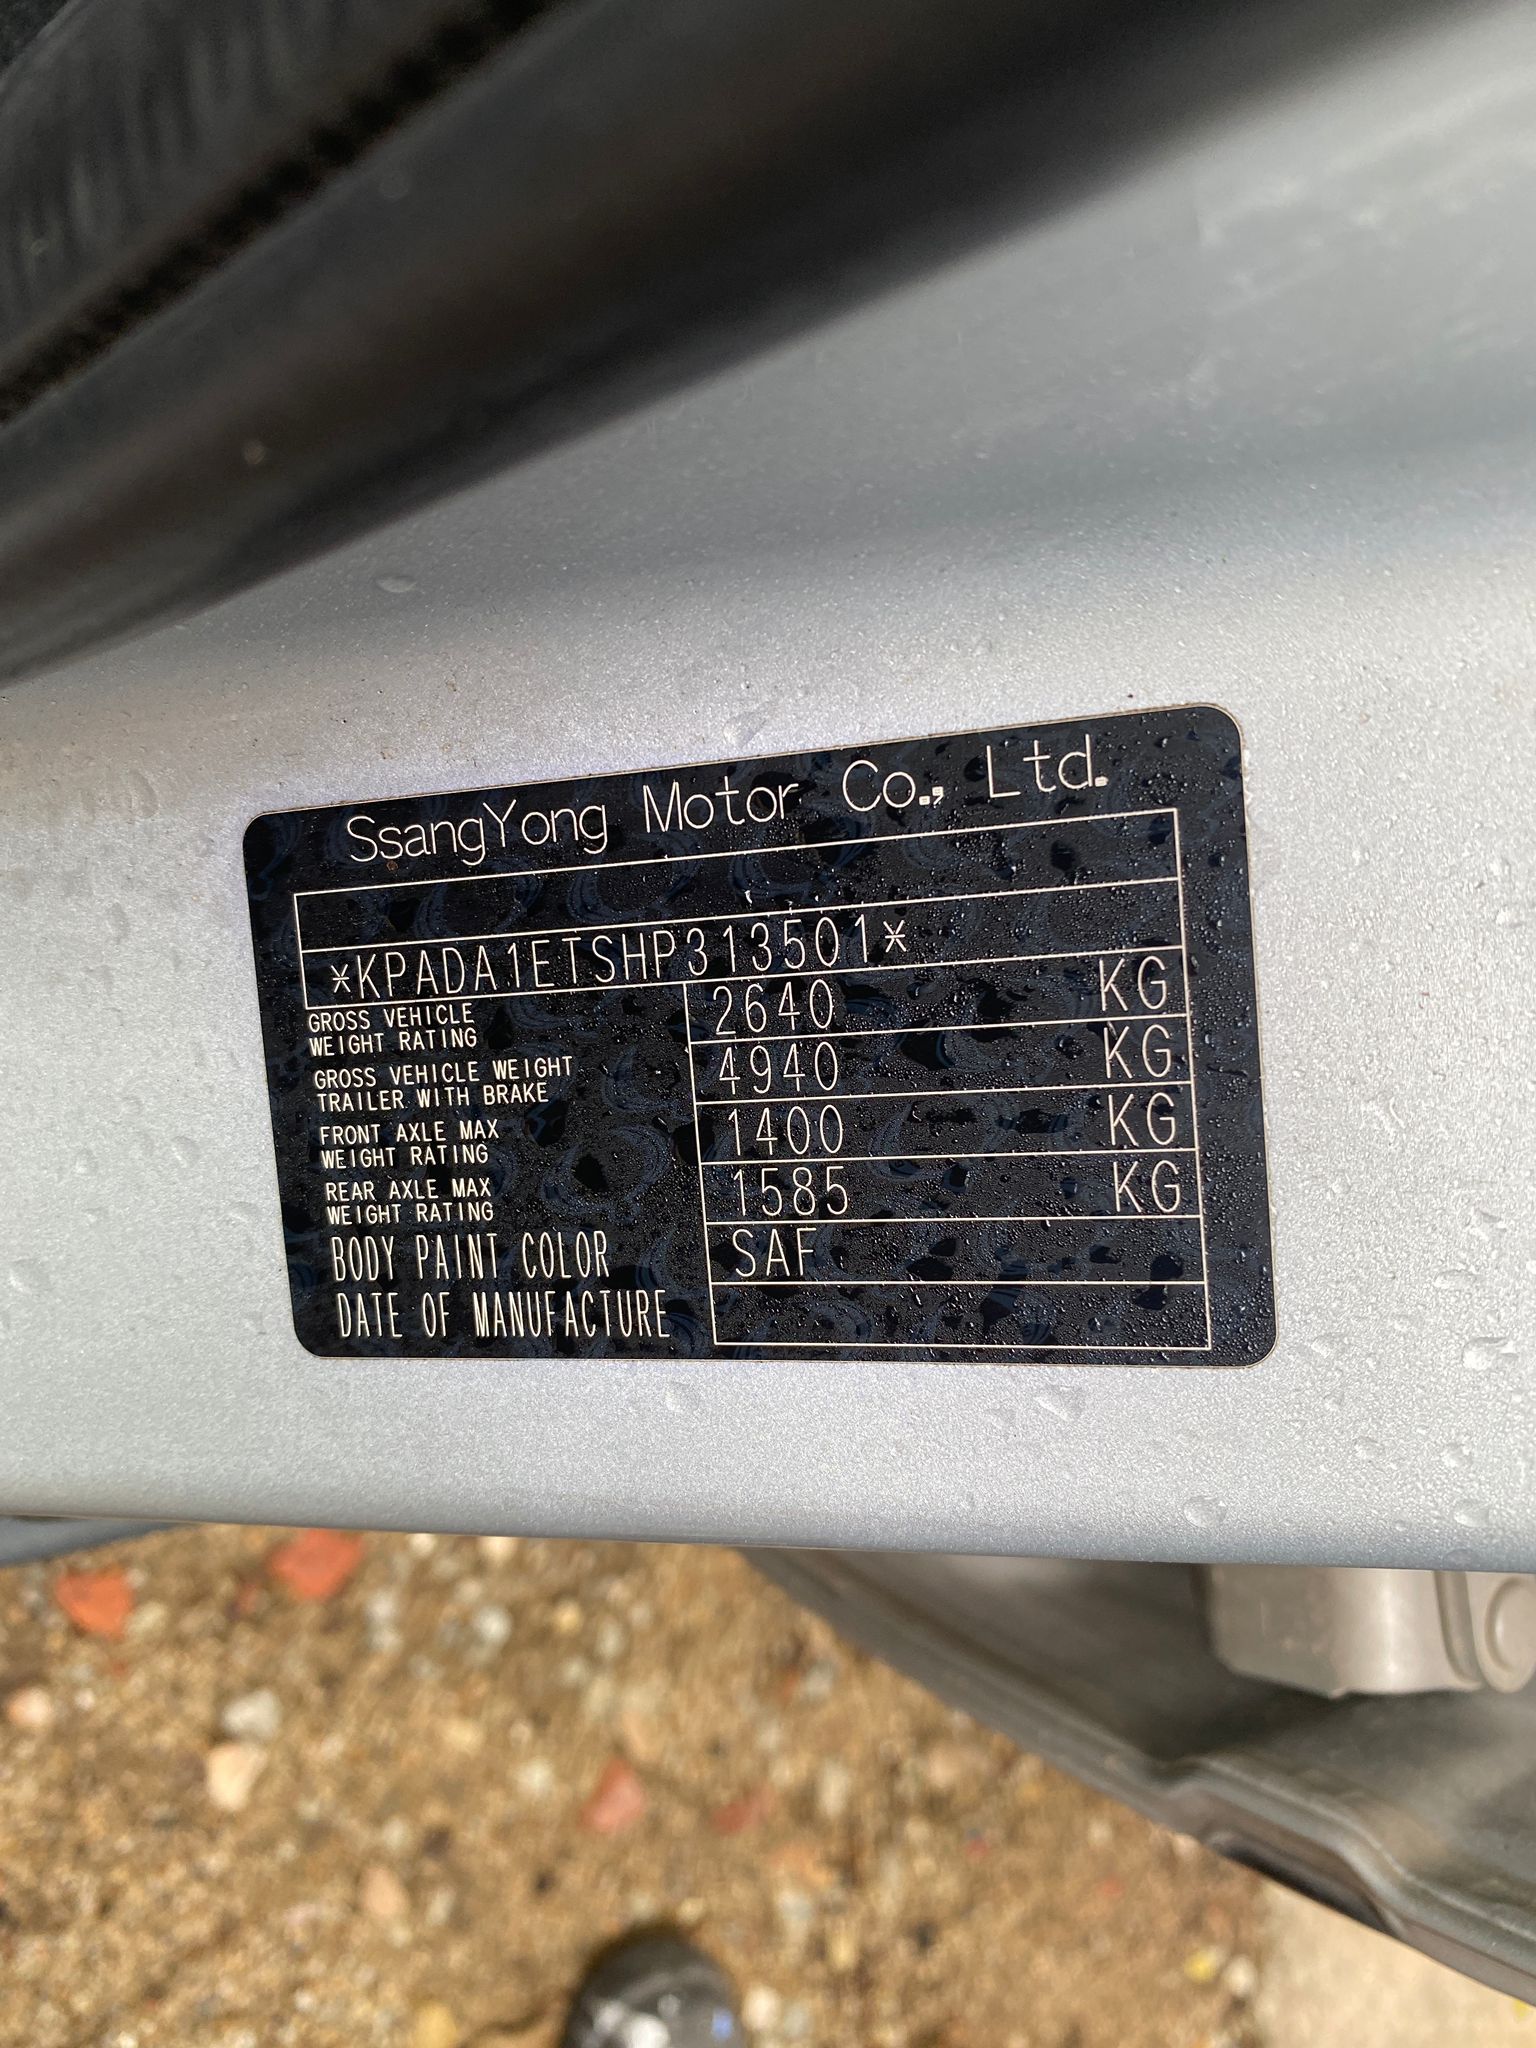 SsangYong Motor Co., Ltd.
*KPADA1ETSHP313501*
GROSS VEHICLE
WEIGHT RATING 2640 KG
GROSS VEHICLE WEIGHT
TRAILER WITH BRAKE 4940 KG
FRONT AXLE MAX
WEIGHT RATING 1400 KG
REAR AXLE MAX
WEIGHT RATING 1585 KG
BODY PAINT COLOR SAF
DATE OF MANUFACTURE